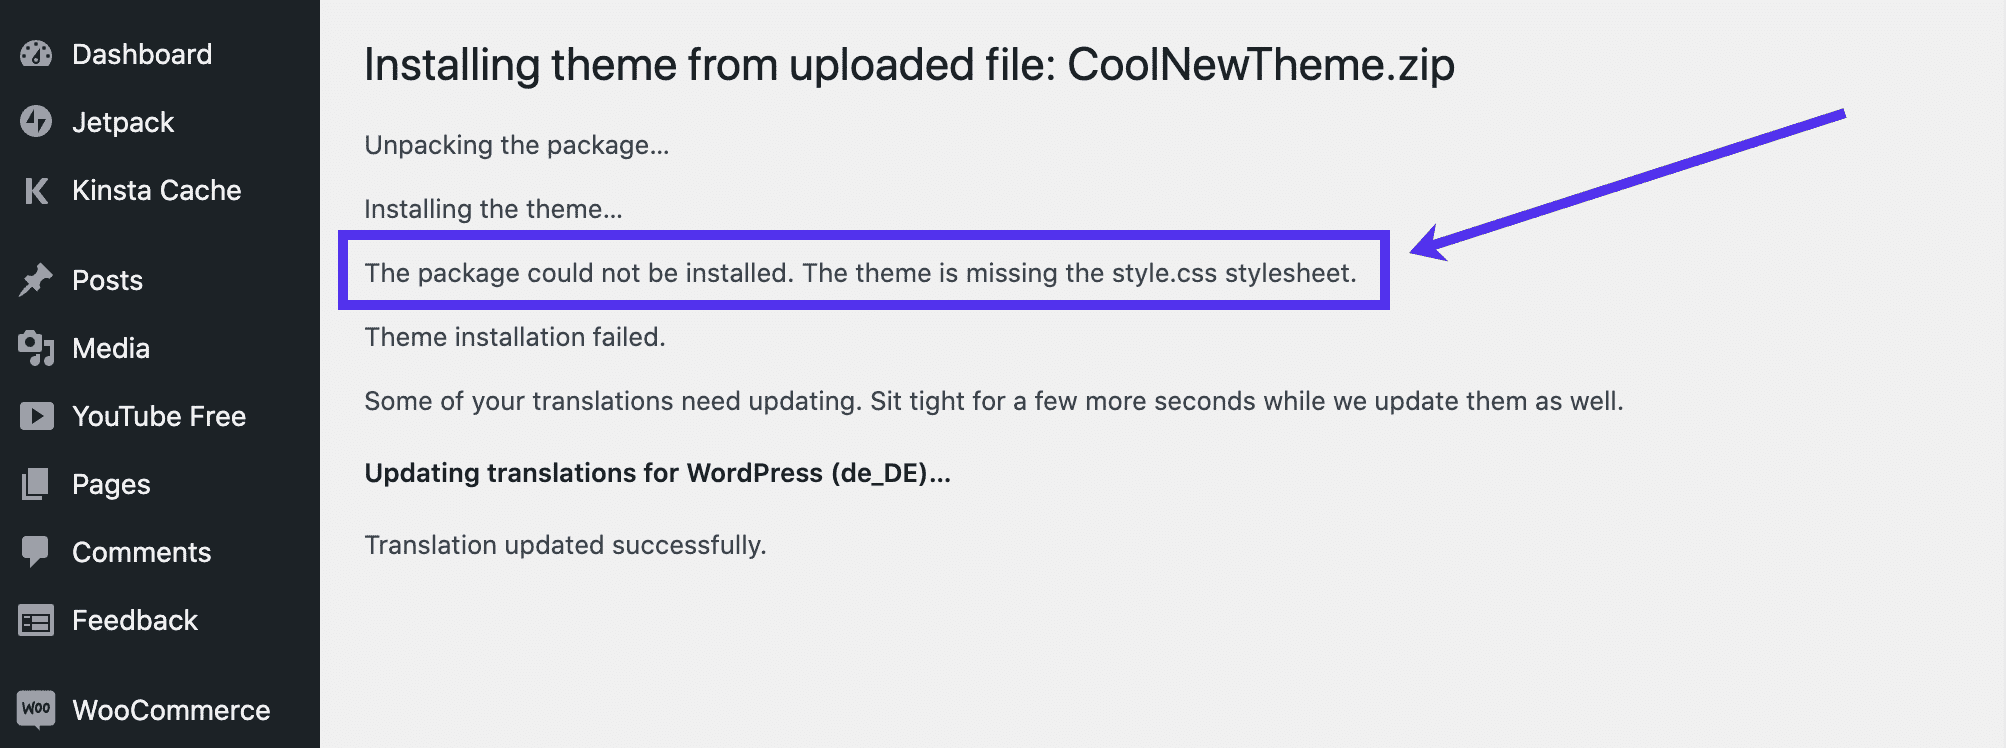 Dashboard
Jetpack
Kinsta Cache
Posts
Media
YouTube Free
Pages
Comments
Feedback
Woo
WooCommerce
Installing theme from uploaded file: CoolNewTheme.zip
Unpacking the package...
Installing the theme...
The package could not be installed. The theme is missing the style.css stylesheet.
Theme installation failed.
Some of your translations need updating. Sit tight for a few more seconds while we update them as well.
Updating translations for WordPress (de_DE)...
Translation updated successfully.